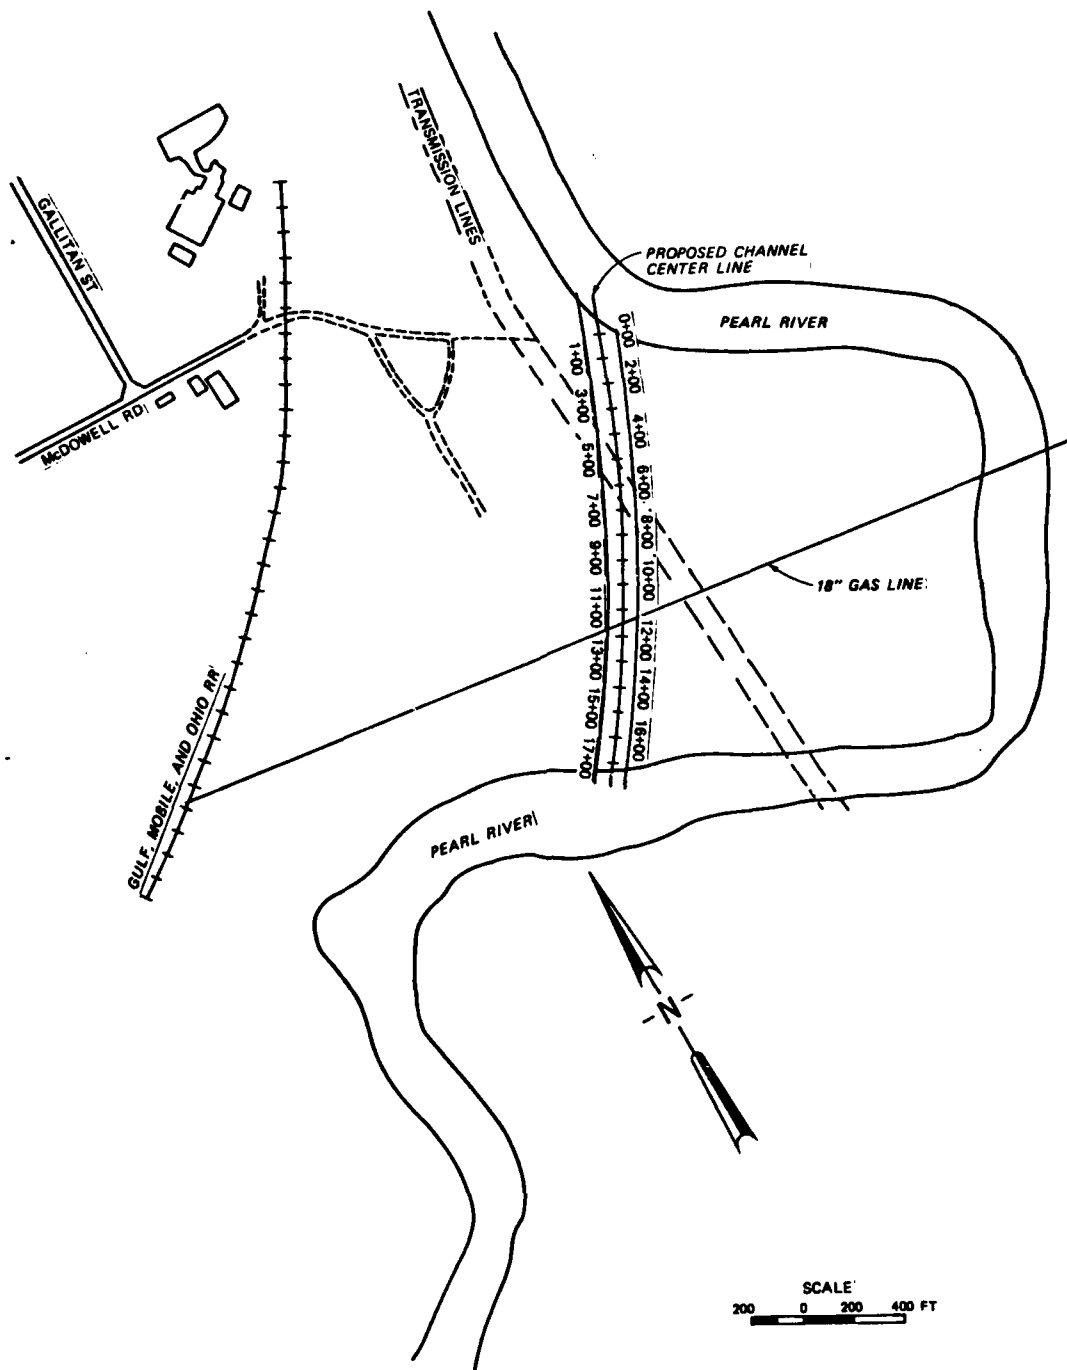 TRANSMISSION LINES
GALLITAN ST
PROPOSED CHANNEL
CENTER LINE
PEARL RIVER
0+00
1+00
2+00
3+00
4+00
5+00
6+00
7+00
8+00
9+00
10+00
11+00
12+00
13+00
14+00
15+00
16+00
17+00
McDOWELL RD
18" GAS LINE
GULF, MOBILE, AND OHIO RR
PEARL RIVER
N
SCALE
200 0 200 400 FT